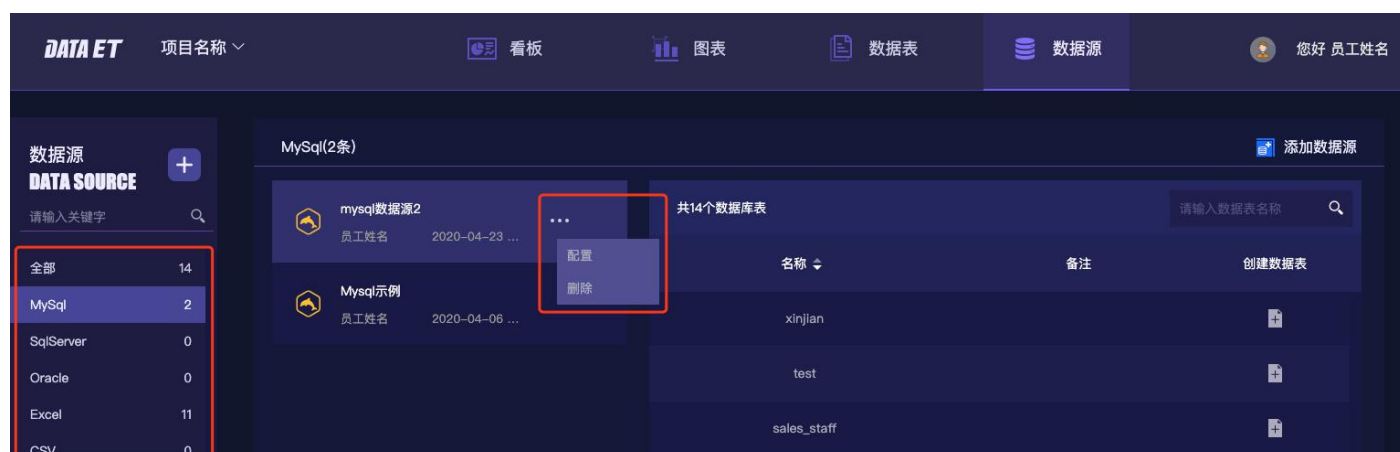 DATA ET 项目名称 看板 图表 数据表 数据源 您好 员工姓名
数据源
DATA SOURCE
请输入关键字
全部 14
MySql 2
SqlServer 0
Oracle 0
Excel 11
CSV 0
MySql(2条) 添加数据源
mysql数据源2 ...
员工姓名 2020-04-23 ...
配置
删除
Mysql示例
员工姓名 2020-04-06 ...
共14个数据库表 请输入数据表名称
名称 备注 创建数据表
xinjian
test
sales_staff